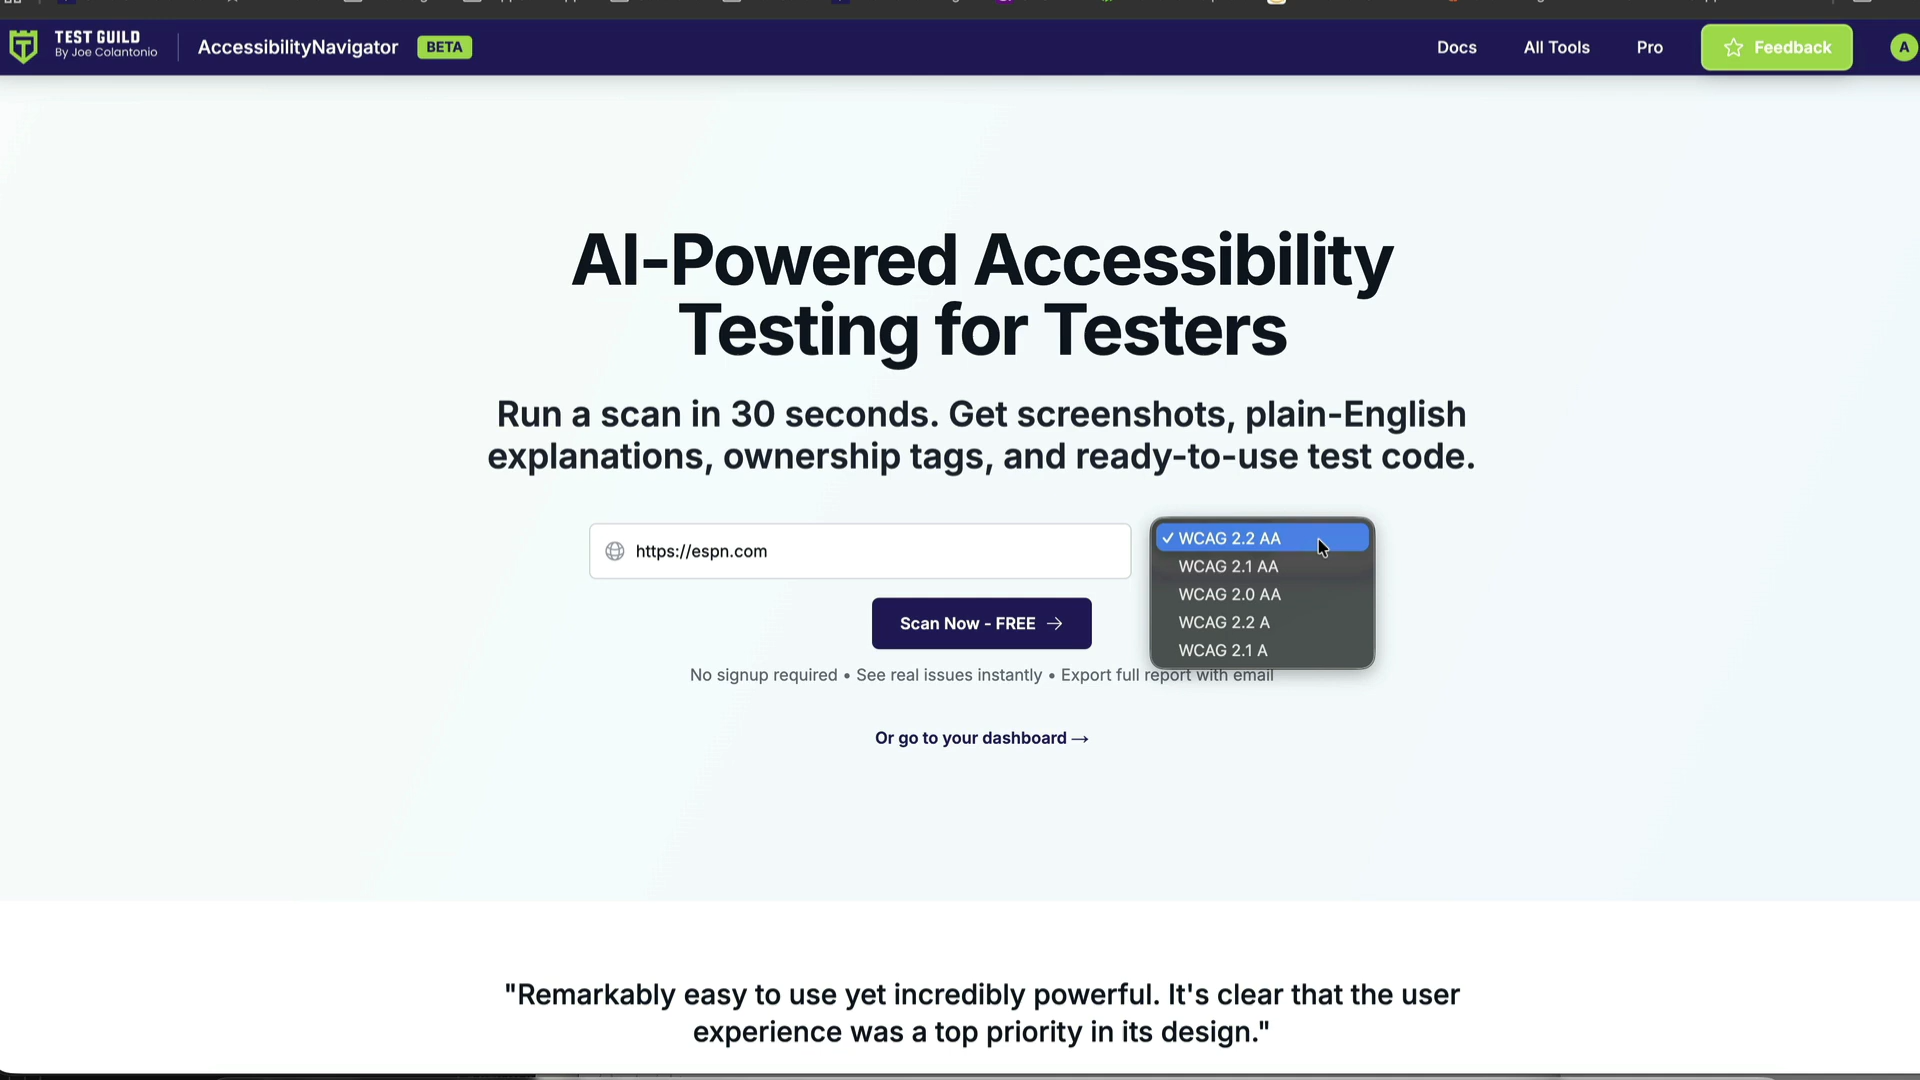 TEST GUILD
By Joe Colantonio
AccessibilityNavigator
BETA
Docs
All Tools
Pro
Feedback
A
AI-Powered Accessibility
Testing for Testers
Run a scan in 30 seconds. Get screenshots, plain-English
explanations, ownership tags, and ready-to-use test code.
https://espn.com
✓ WCAG 2.2 AA
WCAG 2.1 AA
WCAG 2.0 AA
WCAG 2.2 A
WCAG 2.1 A
Scan Now - FREE →
No signup required • See real issues instantly • Export full report with email
Or go to your dashboard →
"Remarkably easy to use yet incredibly powerful. It's clear that the user
experience was a top priority in its design."